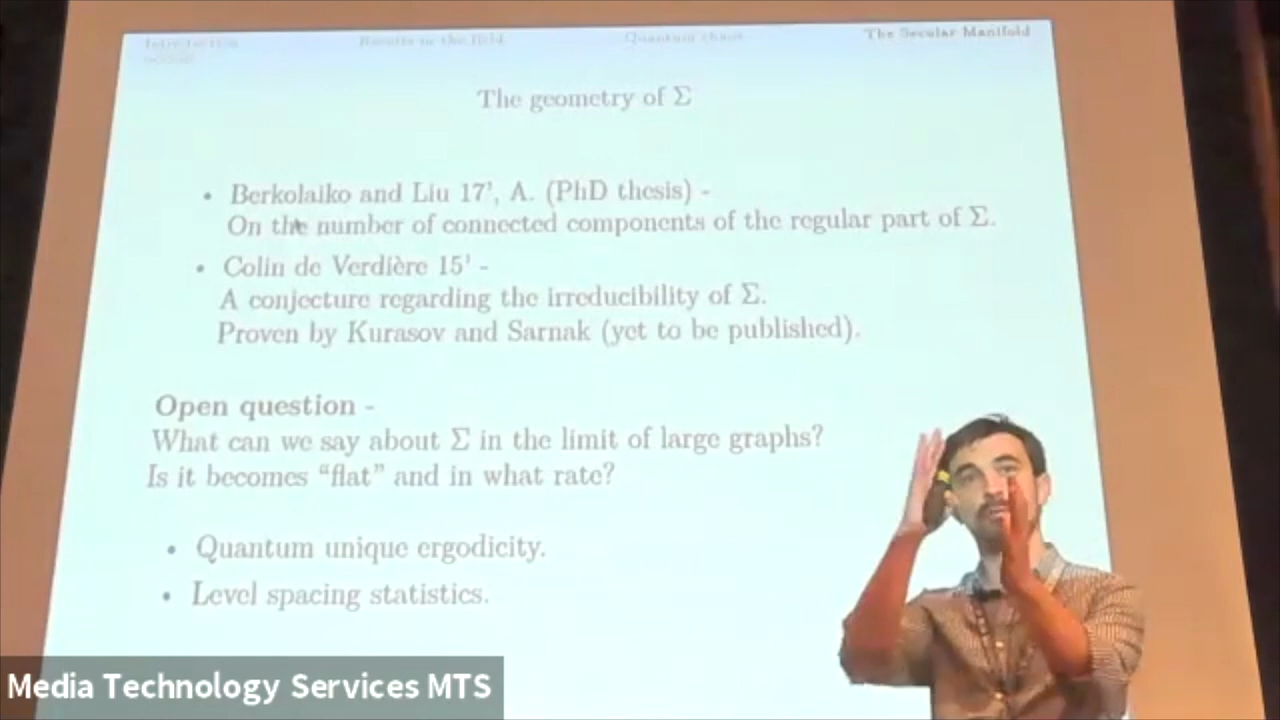 Introduction Results in the field Quantum chaos The Secular Manifold
The geometry of Σ
• Berkolaiko and Liu 17', A. (PhD thesis) -
On the number of connected components of the regular part of Σ.
• Colin de Verdière 15' -
A conjecture regarding the irreducibility of Σ.
Proven by Kurasov and Sarnak (yet to be published).
Open question -
What can we say about Σ in the limit of large graphs?
Is it becomes “flat” and in what rate?
• Quantum unique ergodicity.
• Level spacing statistics.
Media Technology Services MTS